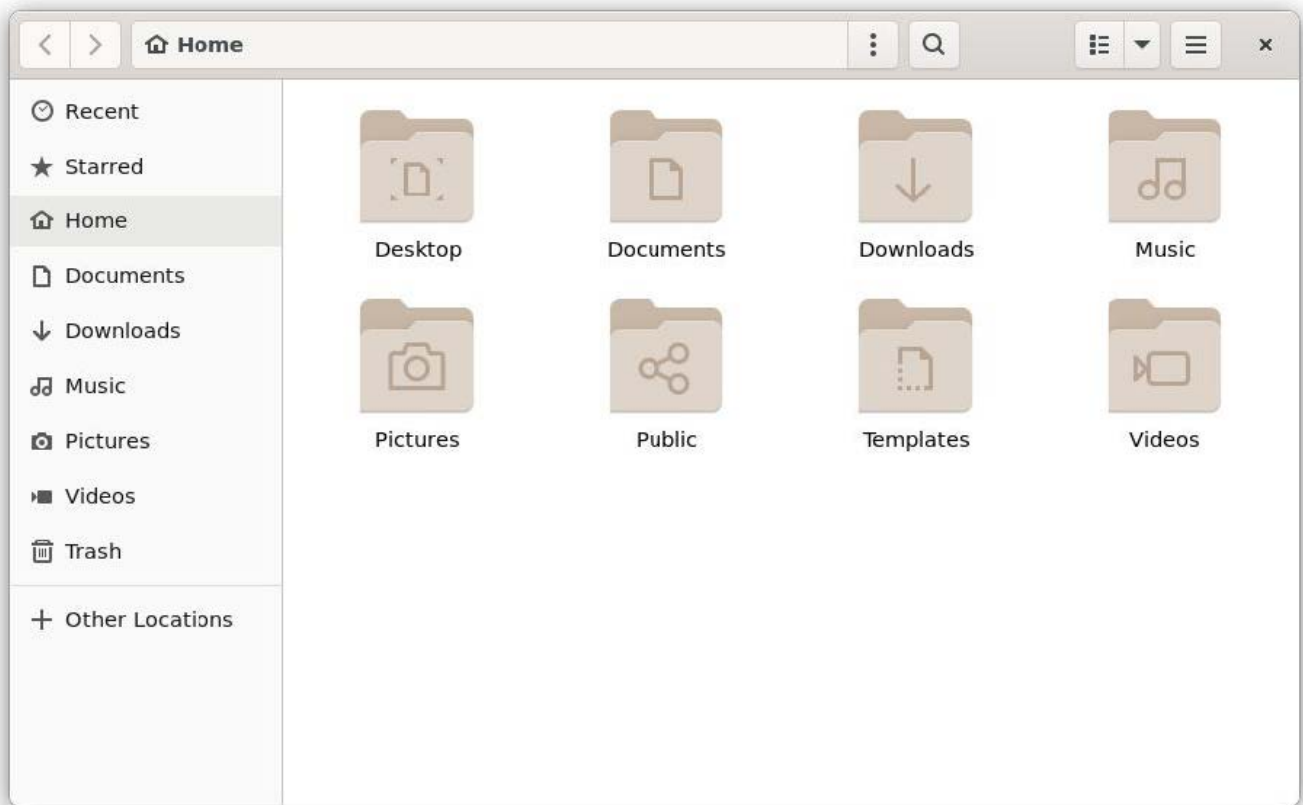 Home
Recent
Starred
Home
Documents
Downloads
Music
Pictures
Videos
Trash
Other Locations
Desktop Documents Downloads Music
Pictures Public Templates Videos